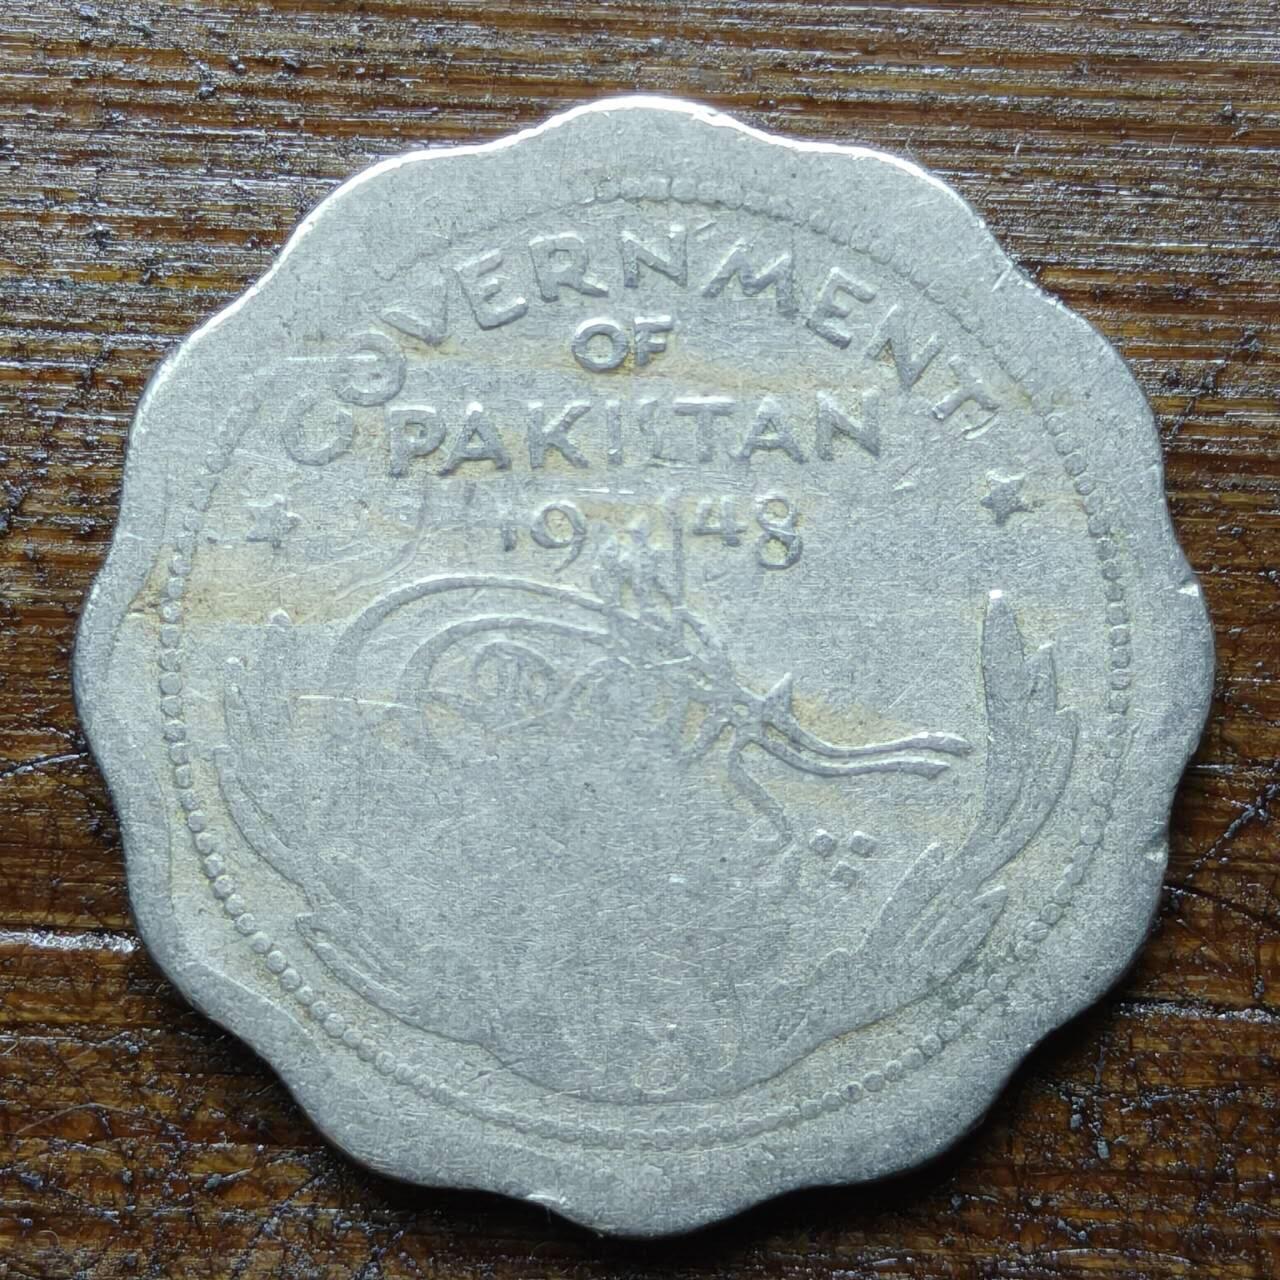 GOVERNMENT
OF
PAKISTAN
1948